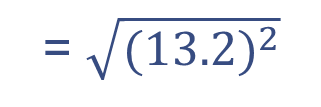 = √(13.2)²